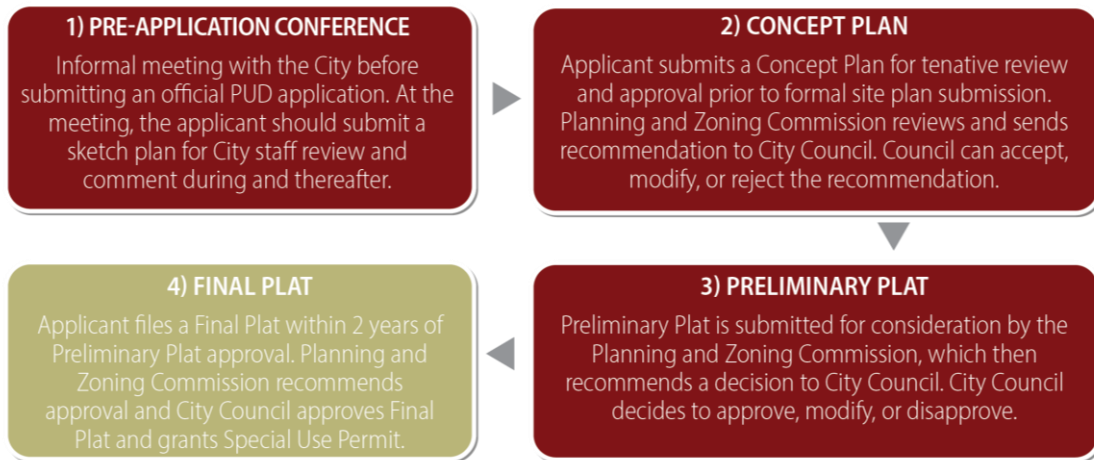 1) PRE-APPLICATION CONFERENCE
Informal meeting with the City before
submitting an official PUD application. At the
meeting, the applicant should submit a
sketch plan for City staff review and
comment during and thereafter.
2) CONCEPT PLAN
Applicant submits a Concept Plan for tenative review
and approval prior to formal site plan submission.
Planning and Zoning Commission reviews and sends
recommendation to City Council. Council can accept,
modify, or reject the recommendation.
3) PRELIMINARY PLAT
Preliminary Plat is submitted for consideration by the
Planning and Zoning Commission, which then
recommends a decision to City Council. City Council
decides to approve, modify, or disapprove.
4) FINAL PLAT
Applicant files a Final Plat within 2 years of
Preliminary Plat approval. Planning and
Zoning Commission recommends
approval and City Council approves Final
Plat and grants Special Use Permit.